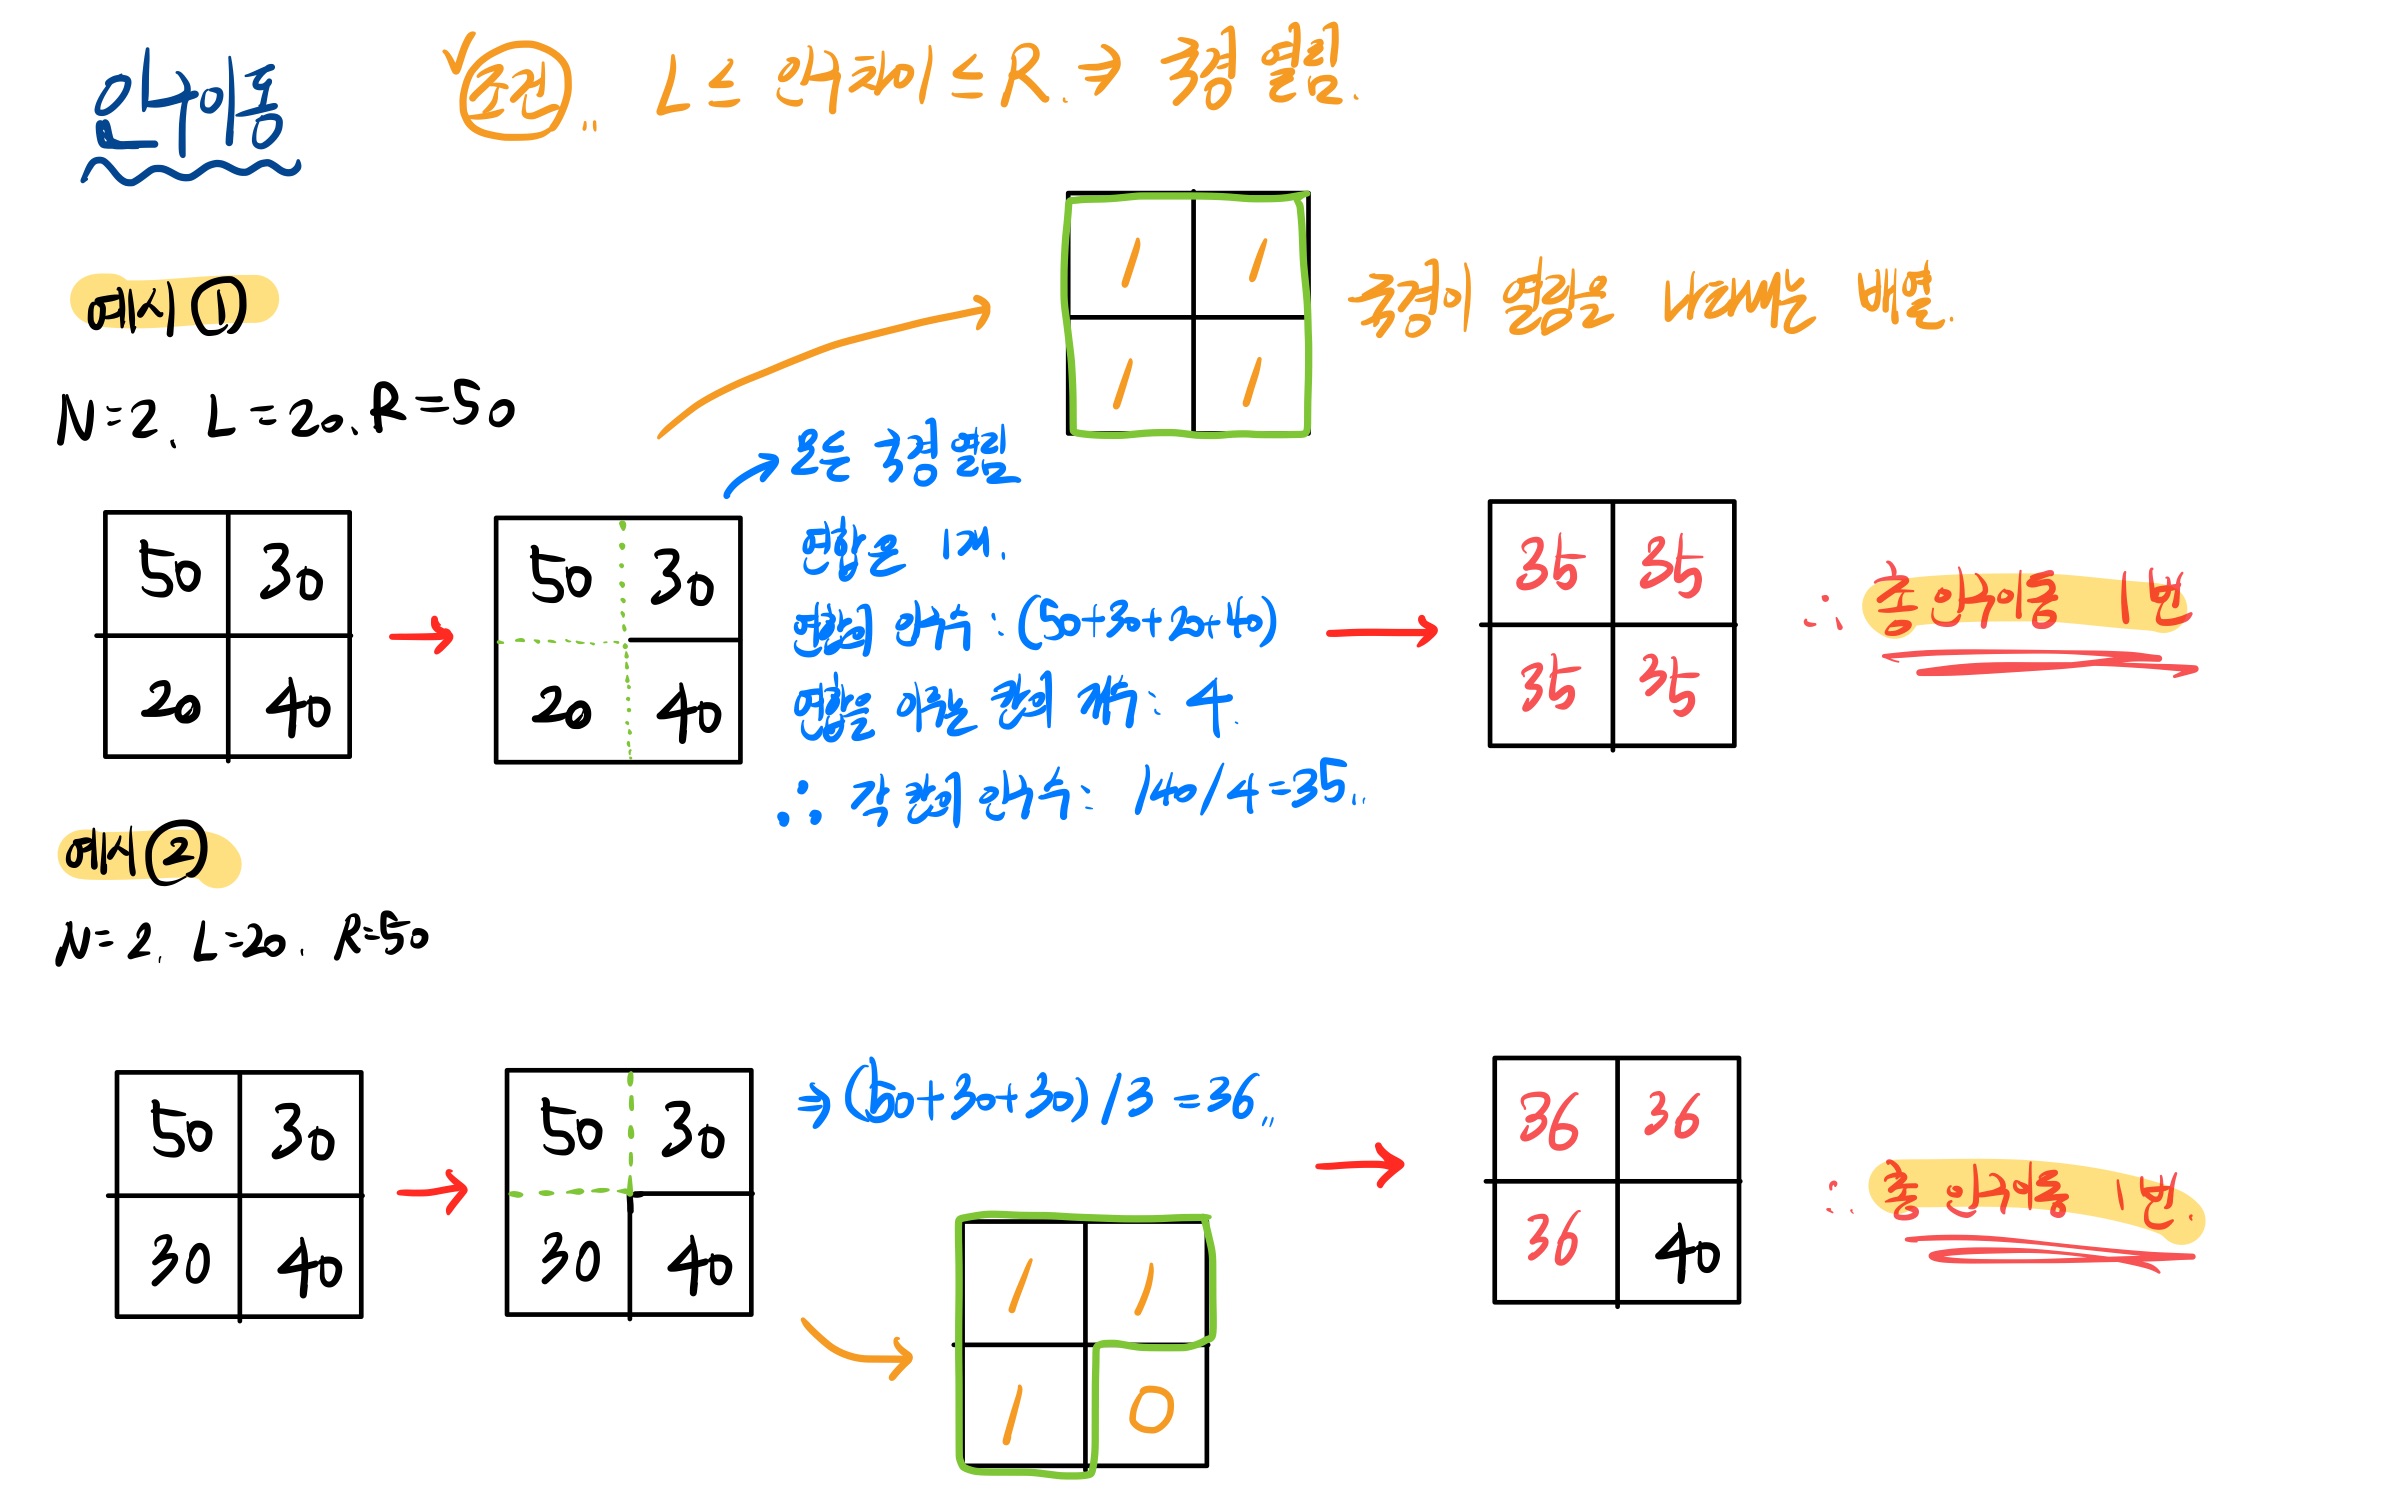 인구이동
조건.. L ≤ 인구차이 ≤ R. → 국경 열림.
예시 ①
N=2, L=20, R=50
1 1
1 1
국경이 열림을 나타내는 배열.
50 30
20 40
50 30
20 40
모든 국경 열림
연합은 1개.
연합의 인구수 : (50+30+20+40)
연합을 이루는 칸의 개수 : 4.
∴ 각 칸의 인구수 : 140/4=35..
35 35
35 35
∴ 총 인구이동 1번
예시 ②
N=2, L=20, R=50
50 30
30 40
50 30
30 40
⇒ (50+30+30)/3=36..
1 1
1 0
36 36
36 40
∴ 총 인구이동 1번.